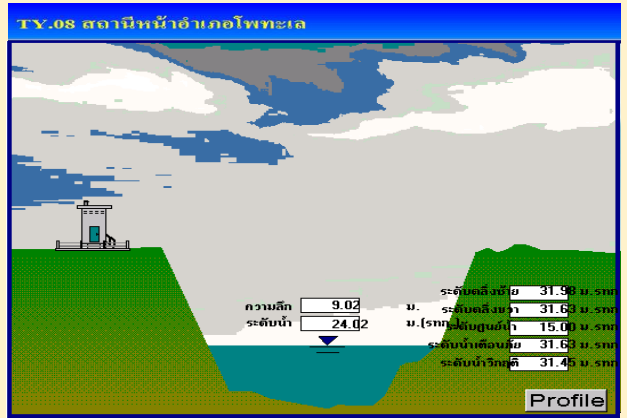 TY.08 สถานีหน้าอำเภอโพทะเล
ความลึก 9.02 ม.
ระดับน้ำ 24.02 ม.(รทก.)
ระดับตลิ่งซ้าย 31.98 ม.รทก
ระดับตลิ่งขวา 31.63 ม.รทก
ระดับศูนย์น้ำ 15.00 ม.รทก
ระดับน้ำเตือนภัย 31.63 ม.รทก
ระดับน้ำวิกฤติ 31.45 ม.รทก
Profile